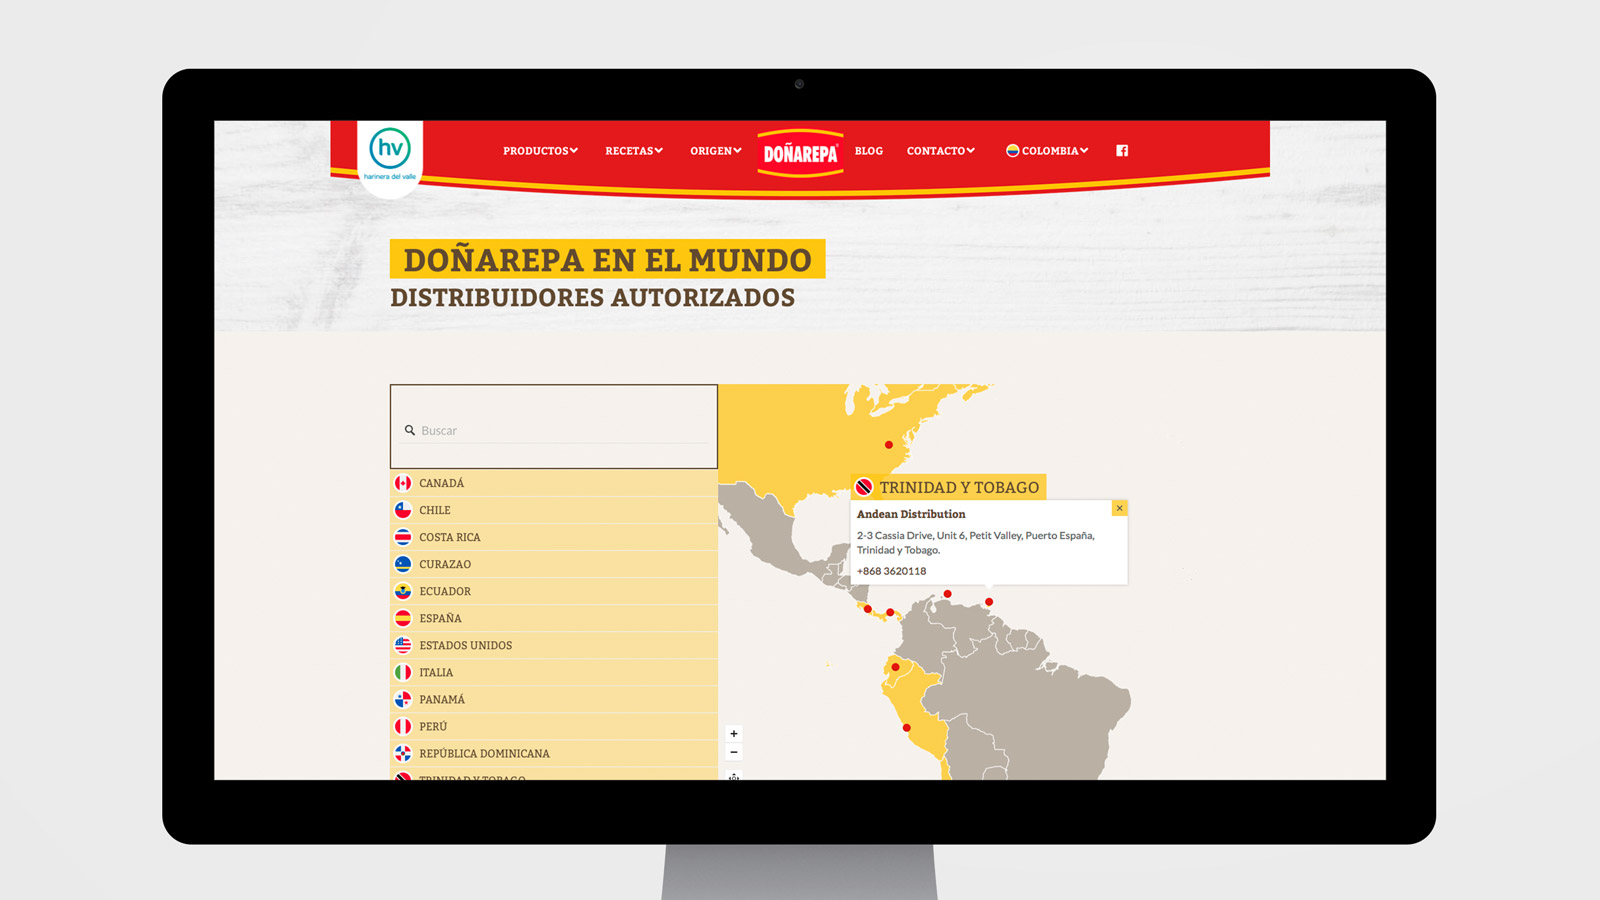 hv
harinera del valle
PRODUCTOS
RECETAS
ORIGEN
DOÑAREPA
BLOG
CONTACTO
COLOMBIA
DOÑAREPA EN EL MUNDO
DISTRIBUIDORES AUTORIZADOS
Buscar
CANADÁ
CHILE
COSTA RICA
CURAZAO
ECUADOR
ESPAÑA
ESTADOS UNIDOS
ITALIA
PANAMÁ
PERÚ
REPÚBLICA DOMINICANA
TRINIDAD Y TOBAGO
TRINIDAD Y TOBAGO
Andean Distribution
2-3 Cassia Drive, Unit 6, Petit Valley, Puerto España,
Trinidad y Tobago.
+868 3620118